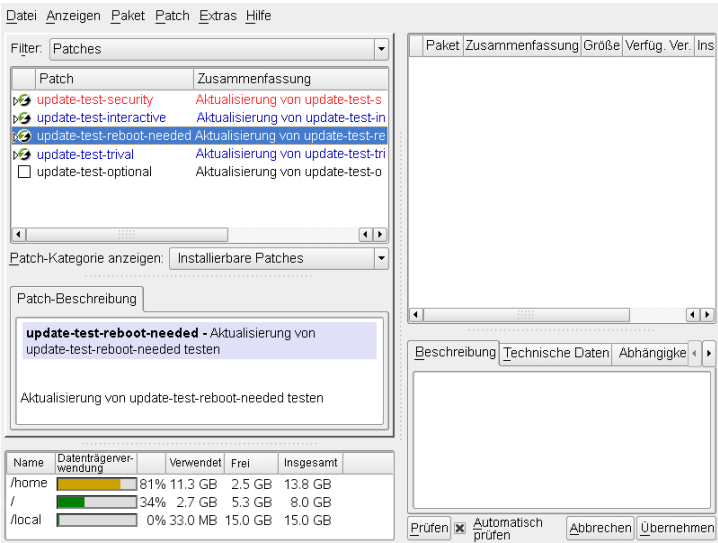 Datei Anzeigen Paket Patch Extras Hilfe
Filter: Patches
Patch Zusammenfassung
update-test-security Aktualisierung von update-test-s
update-test-interactive Aktualisierung von update-test-in
update-test-reboot-needed Aktualisierung von update-test-re
update-test-trival Aktualisierung von update-test-tri
update-test-optional Aktualisierung von update-test-o
Patch-Kategorie anzeigen: Installierbare Patches
Patch-Beschreibung
update-test-reboot-needed - Aktualisierung von
update-test-reboot-needed testen
Aktualisierung von update-test-reboot-needed testen
Name Datenträgerver-
wendung Verwendet Frei Insgesamt
/home 81% 11.3 GB 2.5 GB 13.8 GB
/ 34% 2.7 GB 5.3 GB 8.0 GB
/local 0% 33.0 MB 15.0 GB 15.0 GB
Paket Zusammenfassung Größe Verfüg. Ver. Ins
Beschreibung Technische Daten Abhängigke
Prüfen Automatisch
prüfen Abbrechen Übernehmen